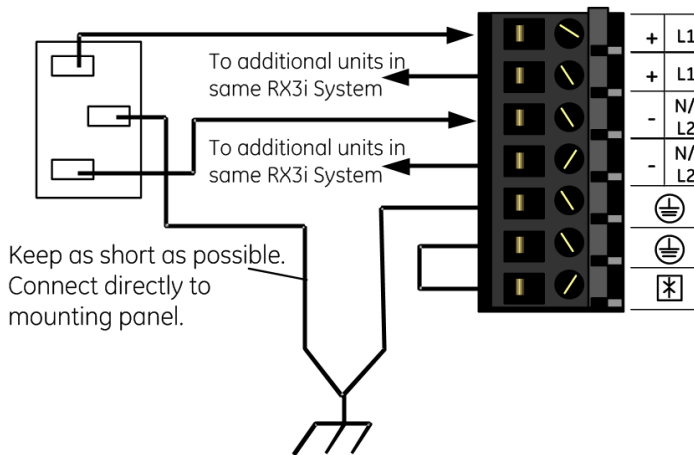 To additional units in
same RX3i System
To additional units in
same RX3i System
Keep as short as possible.
Connect directly to
mounting panel.
+ L1
+ L1
- N/
L2
- N/
L2